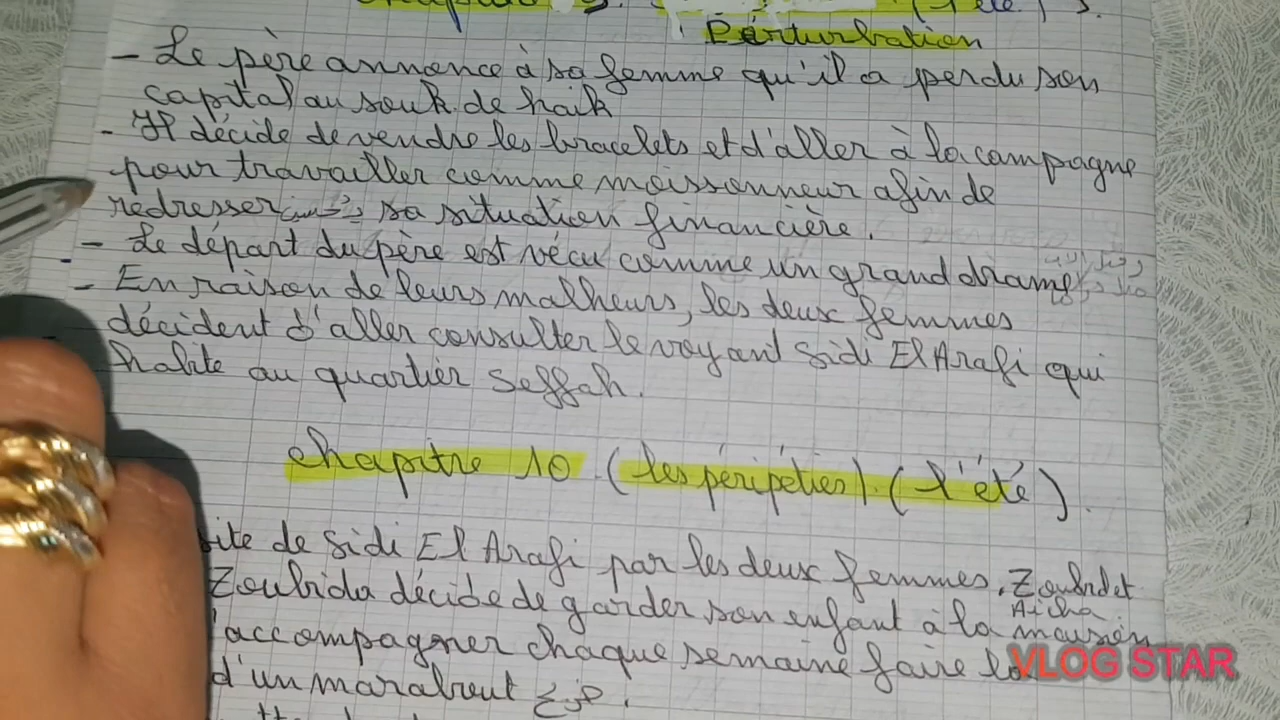 (l'été).
Perturbation
- Le père annonce à sa femme qu'il a perdu son
capital au souk de haik
- Il décide de vendre les bracelets et d'aller à la campagne
pour travailler comme moissonneur afin de
redresser sa situation financière.
- Le départ du père est vécu comme un grand drame
- En raison de leurs malheurs, les deux femmes
décident d'aller consulter le voyant Sidi El Arafi qui
habite au quartier Seffah.
chapitre 10. (les péripéties). (l'été).
site de Sidi El Arafi par les deux femmes, Zoubid et
Aicha
Zoubida décide de garder son enfant à la maison
l'accompagner chaque semaine faire la
d'un marabout ضريح.
VLOG STAR